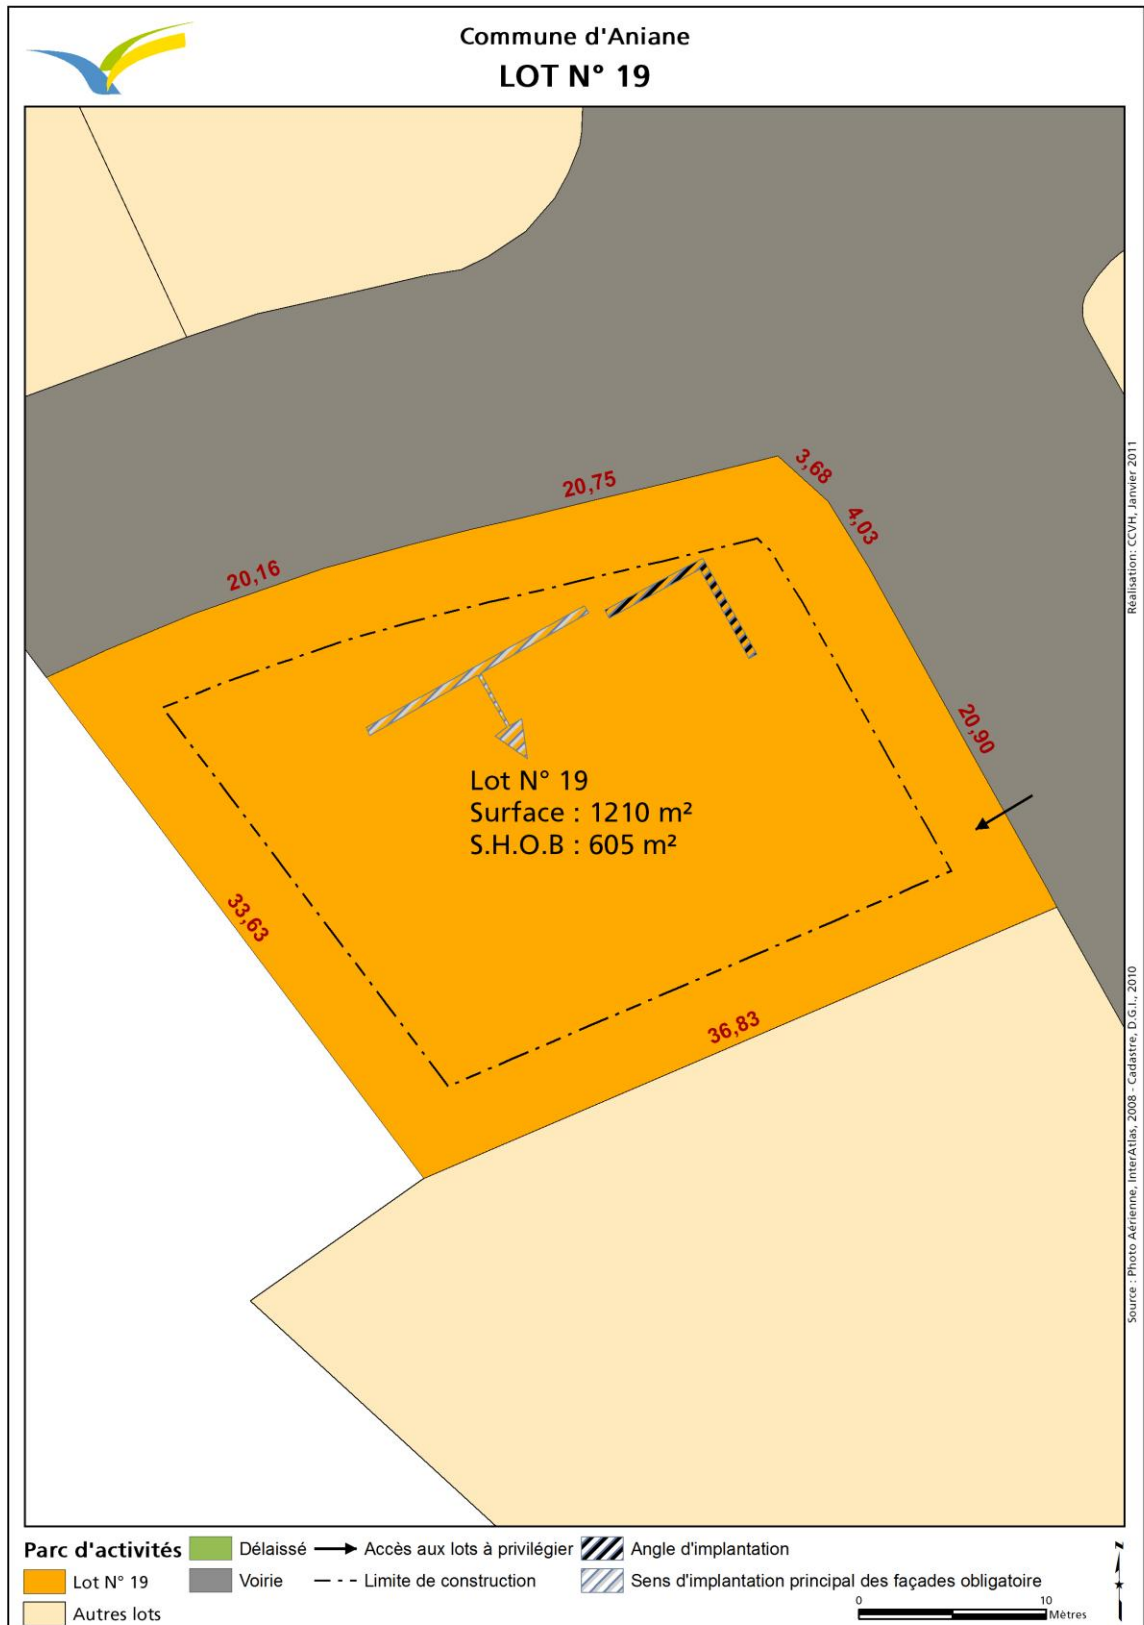 Commune d'Aniane
LOT N° 19
20,75
3,68
4,03
20,16
20,90
Lot N° 19
Surface : 1210 m²
S.H.O.B : 605 m²
33,63
36,83
Réalisation: CCVH, Janvier 2011
Source : Photo Aérienne, InterAtlas, 2008 - Cadastre, D.G.I., 2010
Parc d'activités
Lot N° 19
Autres lots
Délaissé
Voirie
Accès aux lots à privilégier
Limite de construction
Angle d'implantation
Sens d'implantation principal des façades obligatoire
0 10
Mètres
N